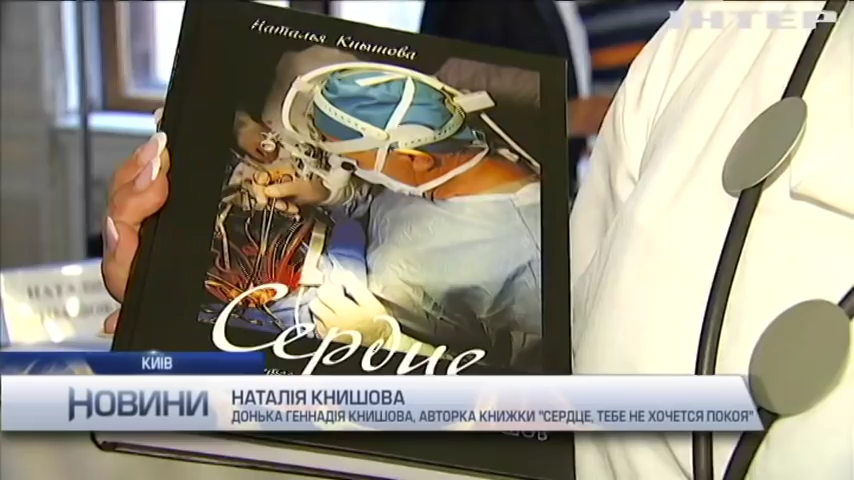 ІНТЕР
Наталья Кнышова
Сердце
КИЇВ
НОВИНИ
НАТАЛІЯ КНИШОВА
ДОНЬКА ГЕННАДІЯ КНИШОВА, АВТОРКА КНИЖКИ "СЕРДЦЕ, ТЕБЕ НЕ ХОЧЕТСЯ ПОКОЯ"